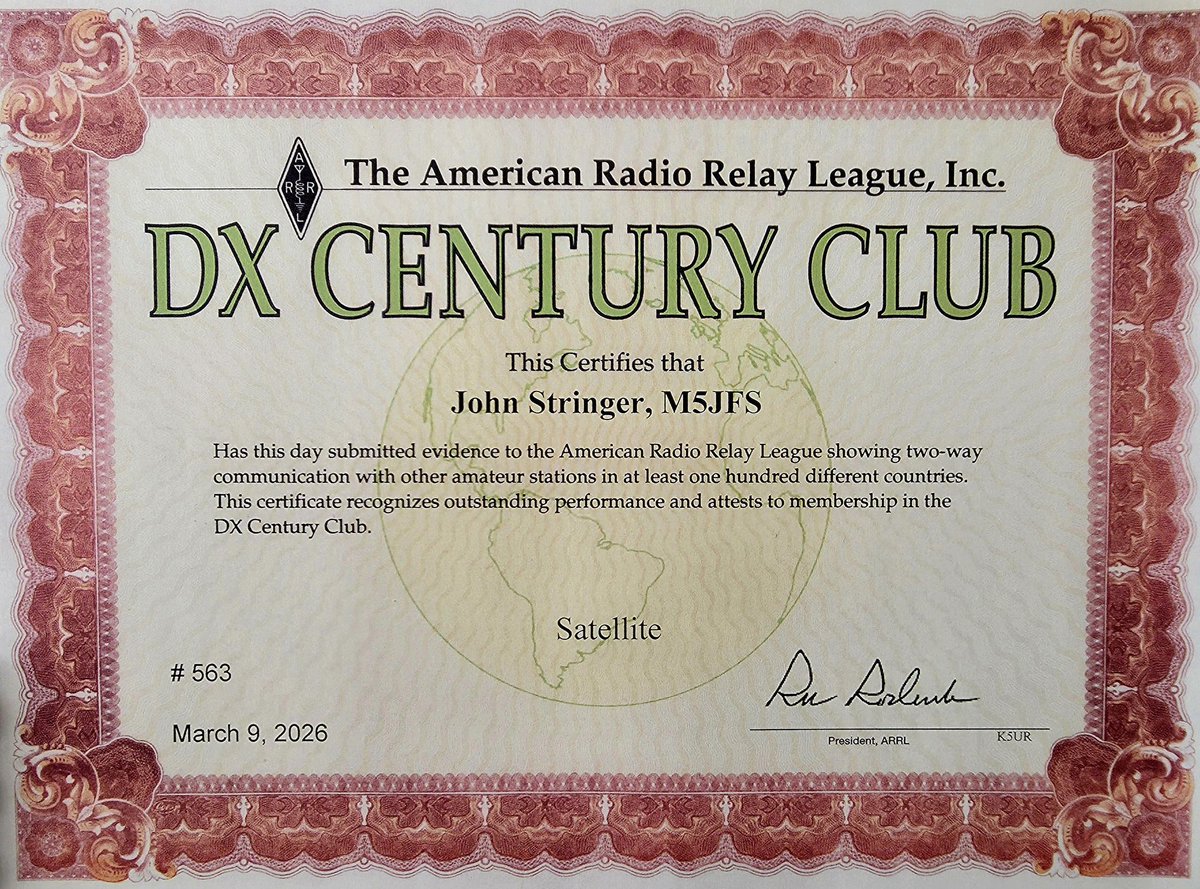 ARRL
The American Radio Relay League, Inc.
DX CENTURY CLUB
This Certifies that
John Stringer, M5JFS
Has this day submitted evidence to the American Radio Relay League showing two-way
communication with other amateur stations in at least one hundred different countries.
This certificate recognizes outstanding performance and attests to membership in the
DX Century Club.
Satellite
# 563
March 9, 2026
President, ARRL
K5UR